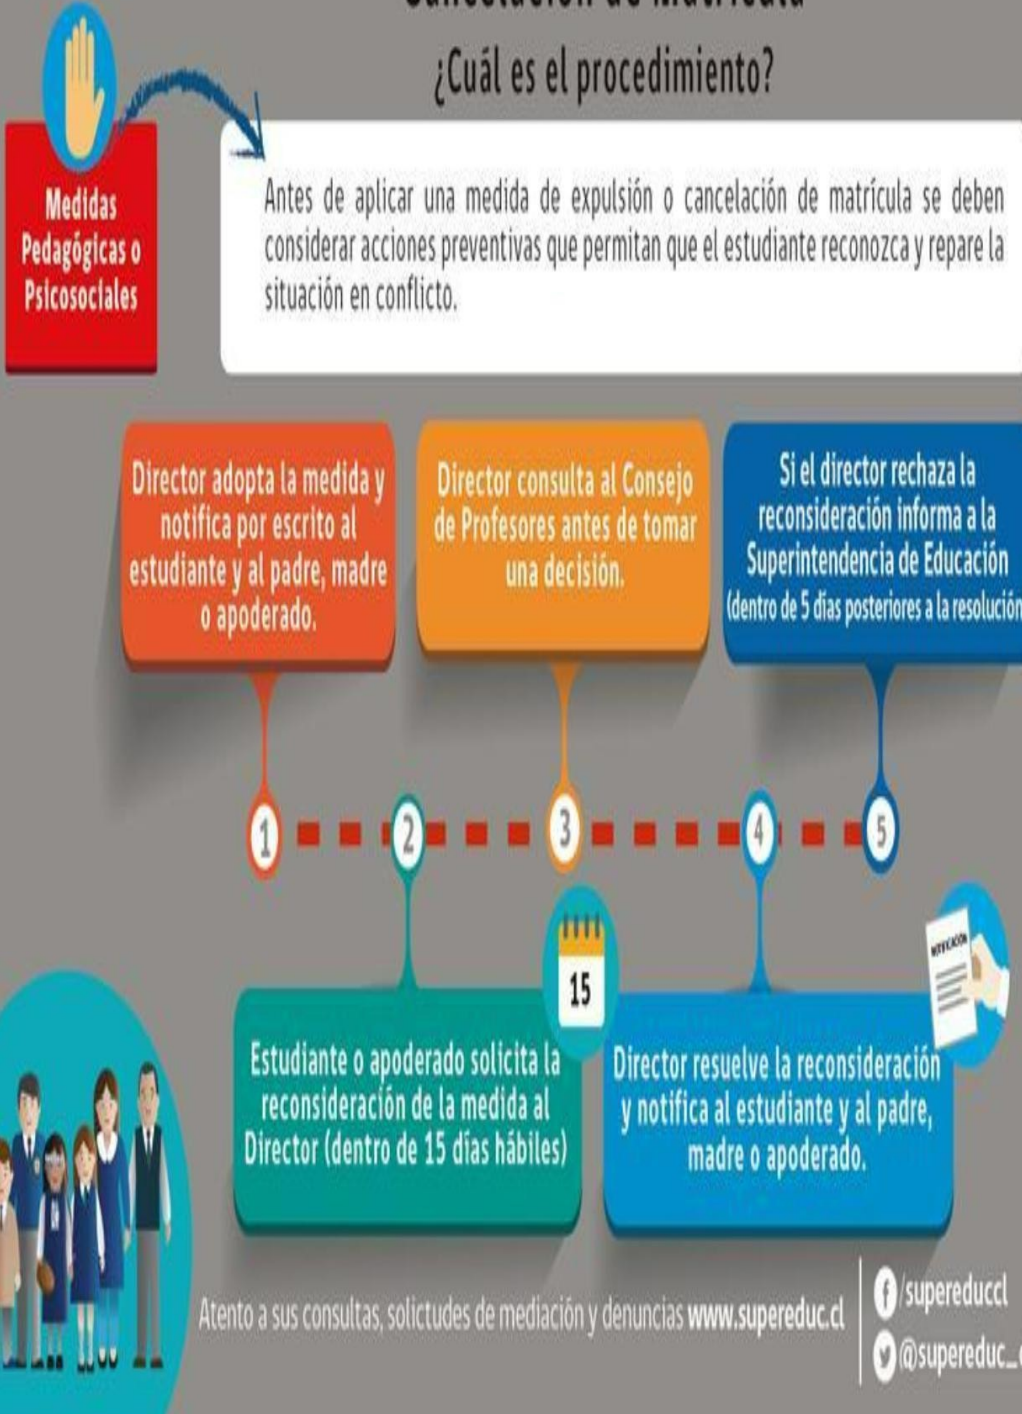 Cancelación de Matrícula
¿Cuál es el procedimiento?
Medidas
Pedagógicas o
Psicosociales
Antes de aplicar una medida de expulsión o cancelación de matrícula se deben
considerar acciones preventivas que permitan que el estudiante reconozca y repare la
situación en conflicto.
Director adopta la medida y
notifica por escrito al
estudiante y al padre, madre
o apoderado.
Director consulta al Consejo
de Profesores antes de tomar
una decisión.
Si el director rechaza la
reconsideración informa a la
Superintendencia de Educación
(dentro de 5 días posteriores a la resolución
1
2
3
4
5
15
NOTIFICACIÓN
Estudiante o apoderado solicita la
reconsideración de la medida al
Director (dentro de 15 días hábiles)
Director resuelve la reconsideración
y notifica al estudiante y al padre,
madre o apoderado.
Atento a sus consultas, solictudes de mediación y denuncias www.supereduc.cl
/supereduccl
@supereduc_